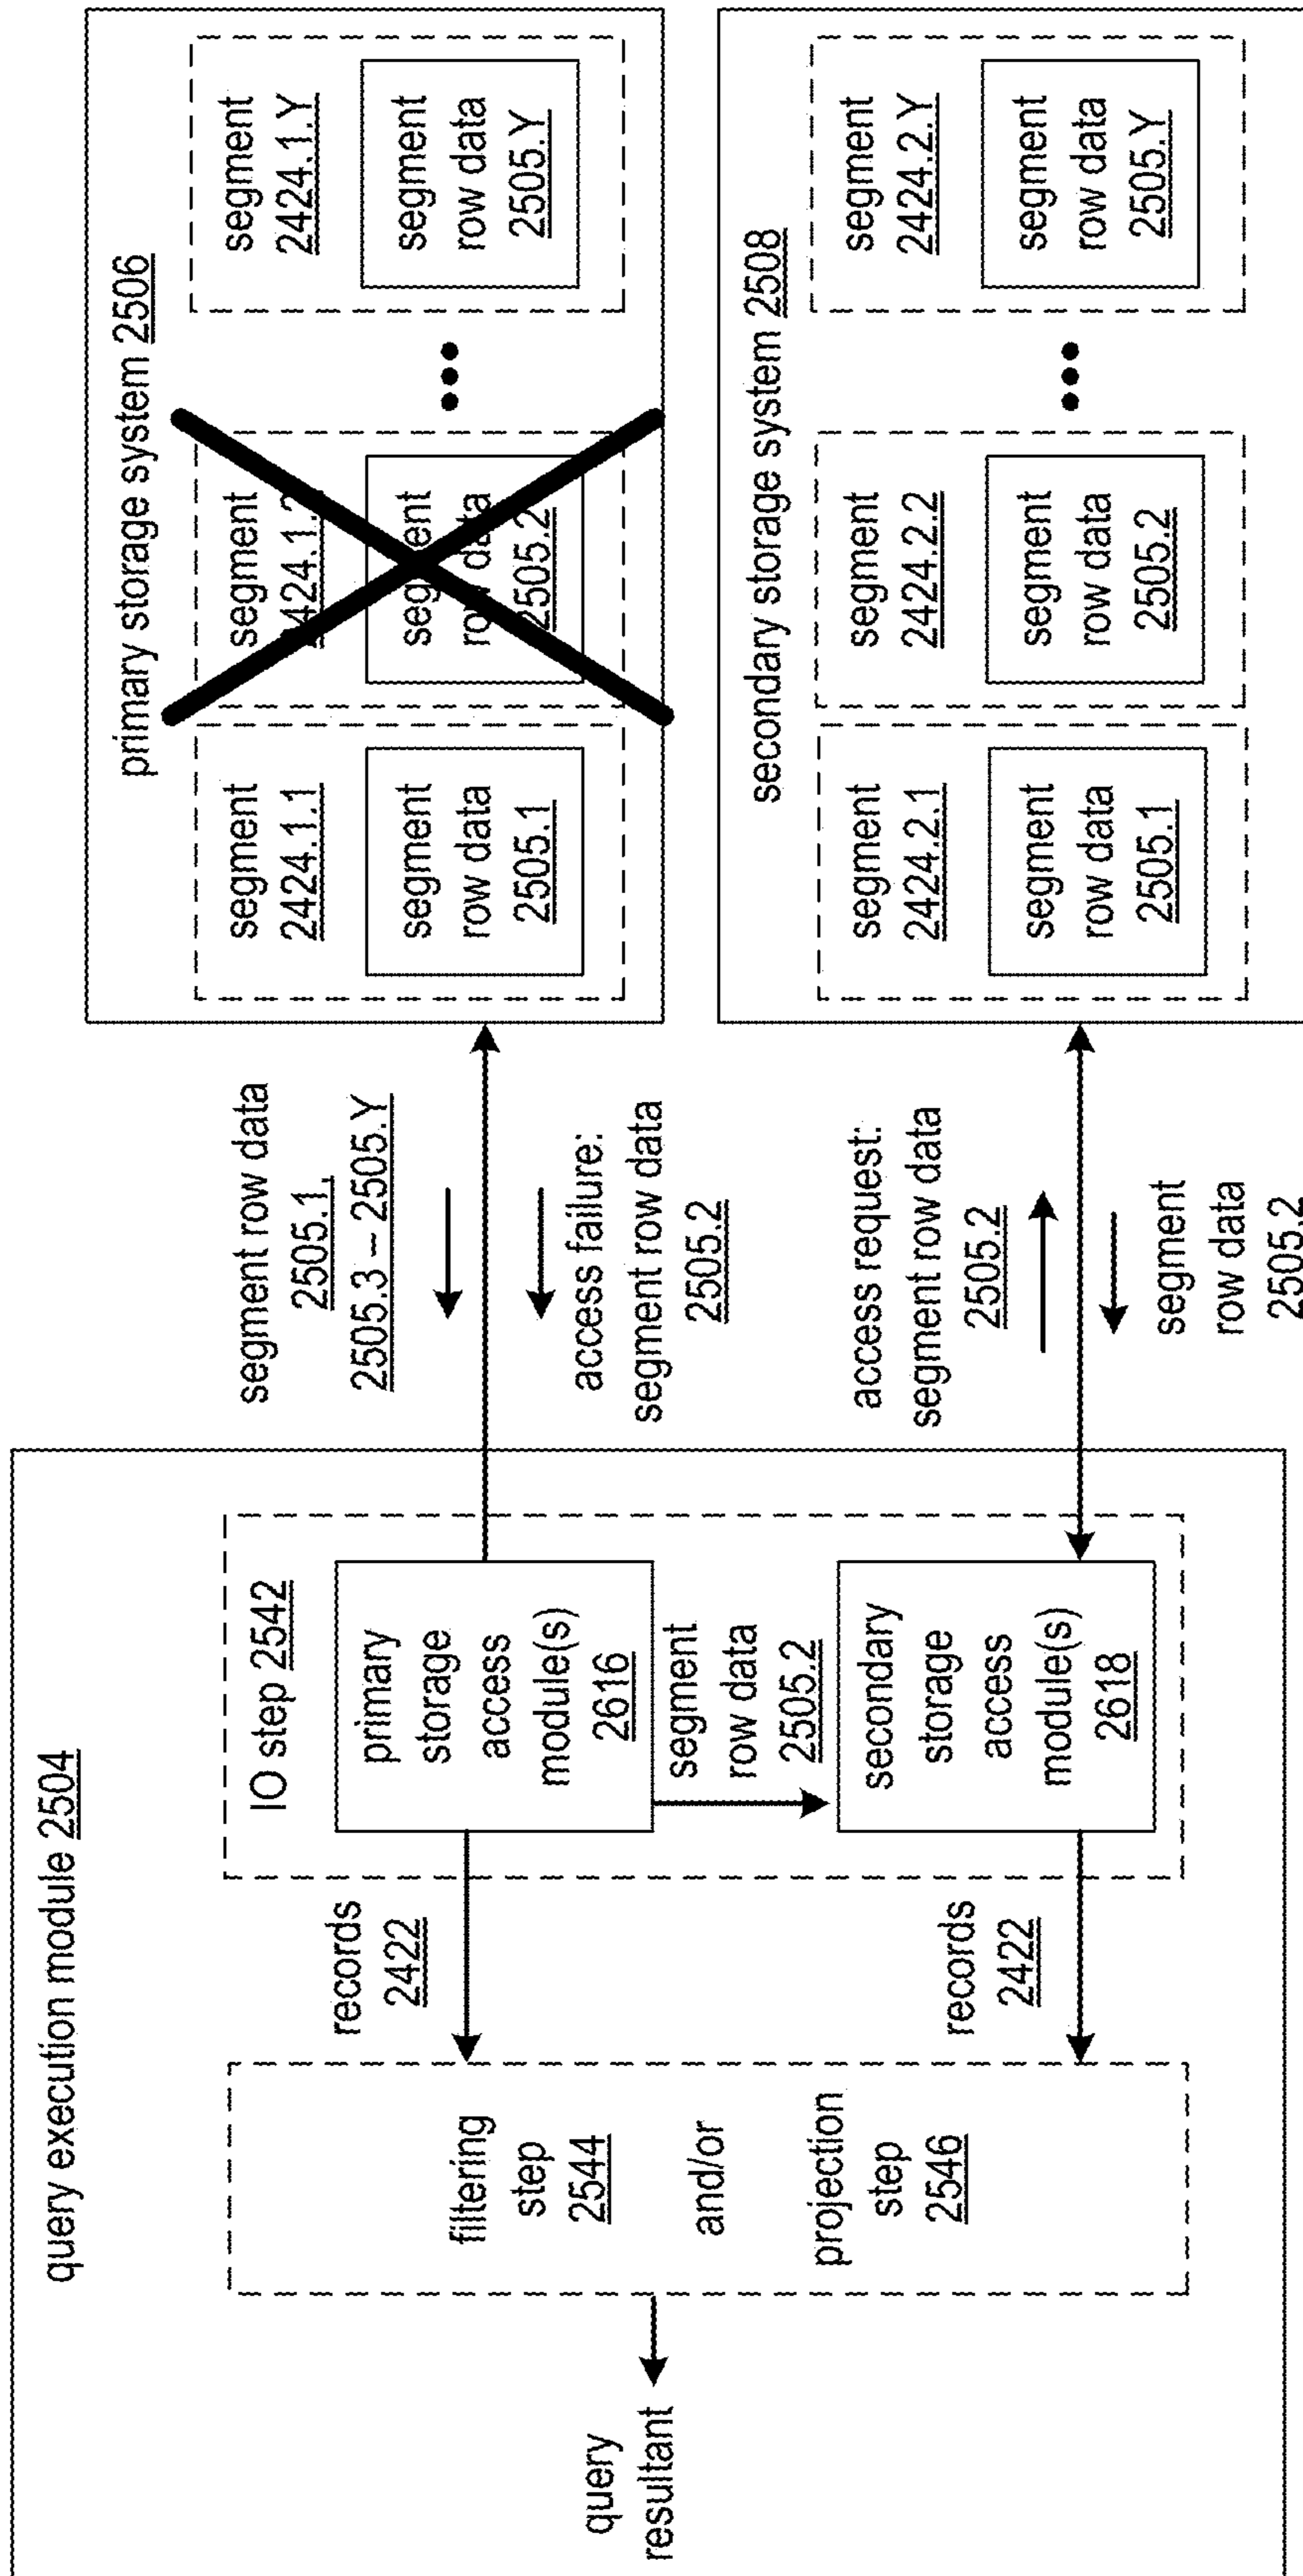 query execution module 2504
query
resultant
filtering
step
2544
and/or
projection
step
2546
records
2422
records
2422
IO step 2542
primary
storage
access
module(s)
2616
segment
row data
2505.2
secondary
storage
access
module(s)
2618
segment row data
2505.1,
2505.3 – 2505.Y
access failure:
segment row data
2505.2
access request:
segment row data
2505.2
segment
row data
2505.2
primary storage system 2506
segment
2424.1.1
segment
row data
2505.1
segment
2424.1.2
segment
row data
2505.2
segment
2424.1.Y
segment
row data
2505.Y
secondary storage system 2508
segment
2424.2.1
segment
row data
2505.1
segment
2424.2.2
segment
row data
2505.2
segment
2424.2.Y
segment
row data
2505.Y